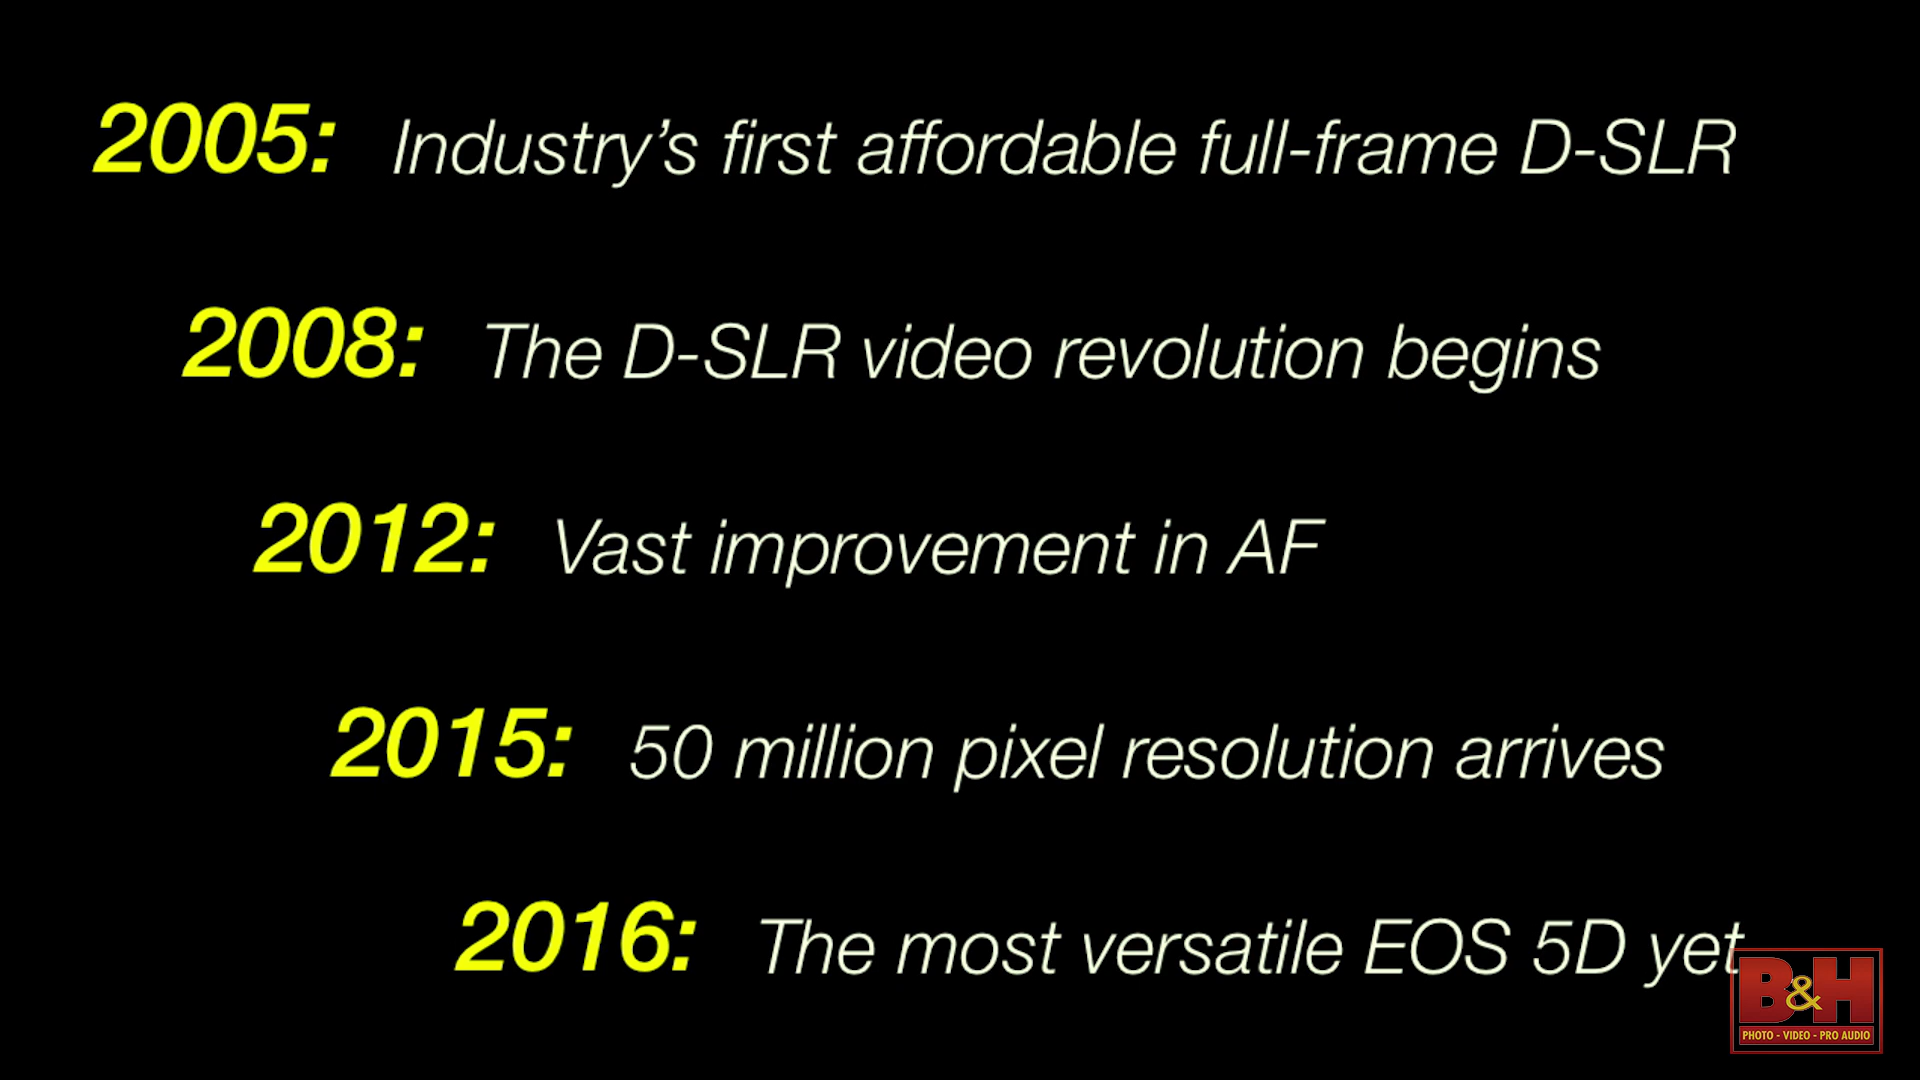 2005: Industry’s first affordable full-frame D-SLR
2008: The D-SLR video revolution begins
2012: Vast improvement in AF
2015: 50 million pixel resolution arrives
2016: The most versatile EOS 5D yet
B&H
PHOTO - VIDEO - PRO AUDIO